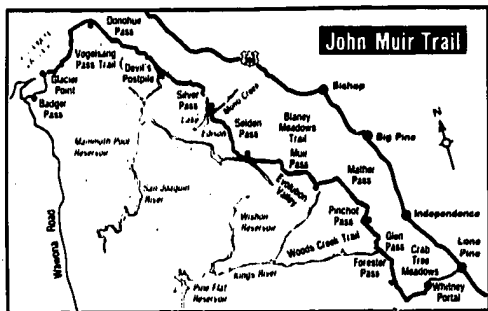 John Muir Trail
Donohue
Pass
Vogelsang
Pass Trail
Devil's
Postpile
Glacier
Point
Badger
Pass
Silver
Pass
Mono Creek
Lake
Edison
Selden
Pass
Blaney
Meadows
Trail
Muir
Pass
Bishop
Big Pine
Mather
Pass
Mammoth Pool
Reservoir
San Joaquin
River
Evolution
Valley
Wishon
Reservoir
Pinchot
Pass
Independence
Woods Creek Trail
Glen
Pass
Crab
Tree
Meadows
Lone
Pine
Forester
Pass
Whitney
Portal
Kings River
Pine Flat
Reservoir
Wawona Road
N